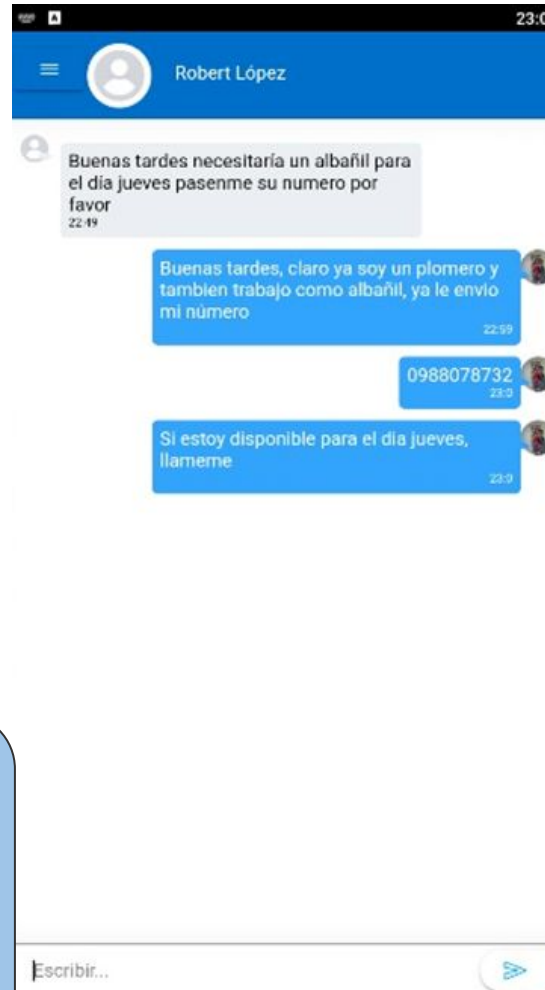 23:0
Robert López
Buenas tardes necesitaría un albañil para
el día jueves pasenme su numero por
favor
22:49
Buenas tardes, claro ya soy un plomero y
tambien trabajo como albañil, ya le envio
mi número
22:59
0988078732
23:0
Si estoy disponible para el dia jueves,
llameme
23:0
Escribir...